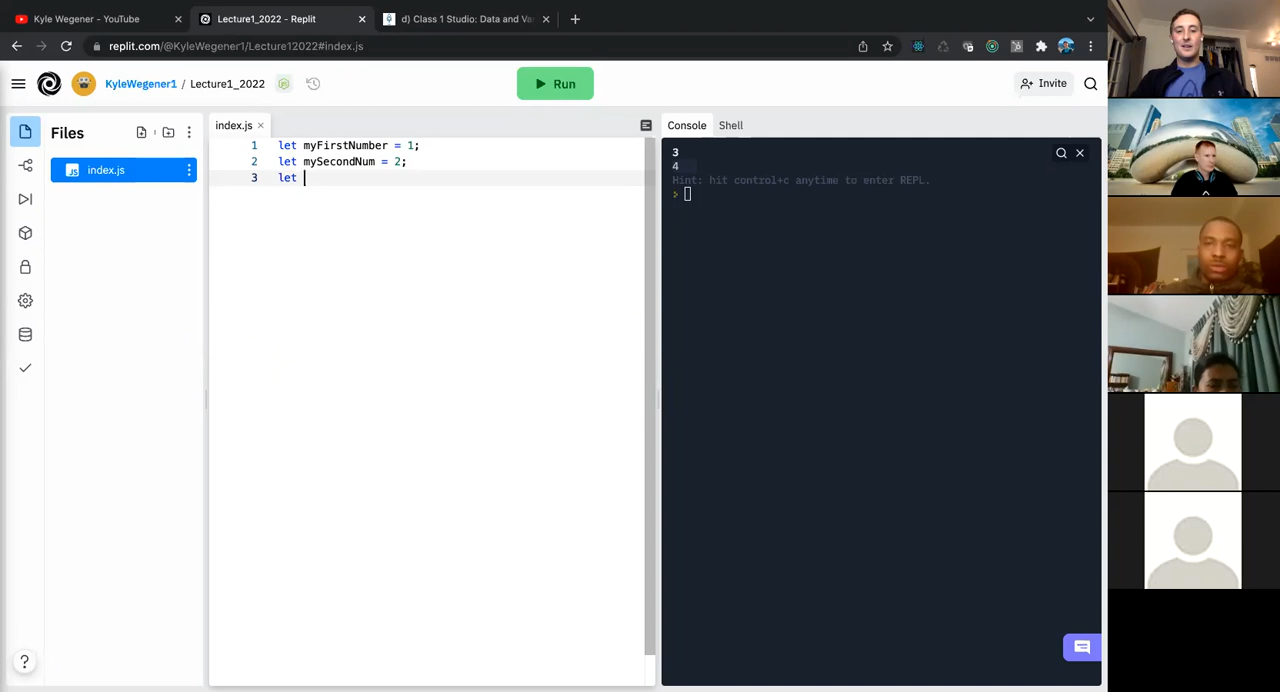 Kyle Wegener - YouTube
Lecture1_2022 - Replit
d) Class 1 Studio: Data and Va
replit.com/@KyleWegener1/Lecture12022#index.js
KyleWegener1 / Lecture1_2022
Run
Invite
Files
index.js
index.js
Console
Shell
1 let myFirstNumber = 1;
2 let mySecondNum = 2;
3 let
3
4
Hint: hit control+c anytime to enter REPL.
>
?